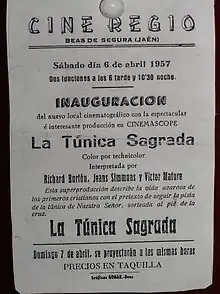 CINE REGIO
BEAS DE SEGURA (JAÉN)
Sábado día 6 de abril 1957
Dos funciones a las 6 tarde y 10'30 noche.
INAUGURACION
del nuevo local cinematográfico con la espectacular
é interesante producción en CINEMASCOPE
La Túnica Sagrada
Color por technicolor
Interpretada por
Richard Burton, Jeans Simmons y Victor Mature
Esta superproducción describe la vida azarosa de
los primeros cristianos con el pretexto de seguir la pista
de la túnica de Nuestro Señor, sorteada al pié de la
cruz.
La Túnica Sagrada
Domingo 7 de abril, se proyectarán a las mismas horas
PRECIOS EN TAQUILLA